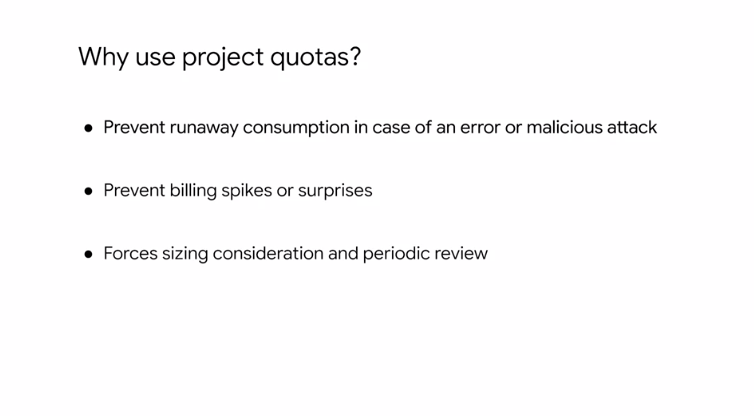 Why use project quotas?
● Prevent runaway consumption in case of an error or malicious attack
● Prevent billing spikes or surprises
● Forces sizing consideration and periodic review